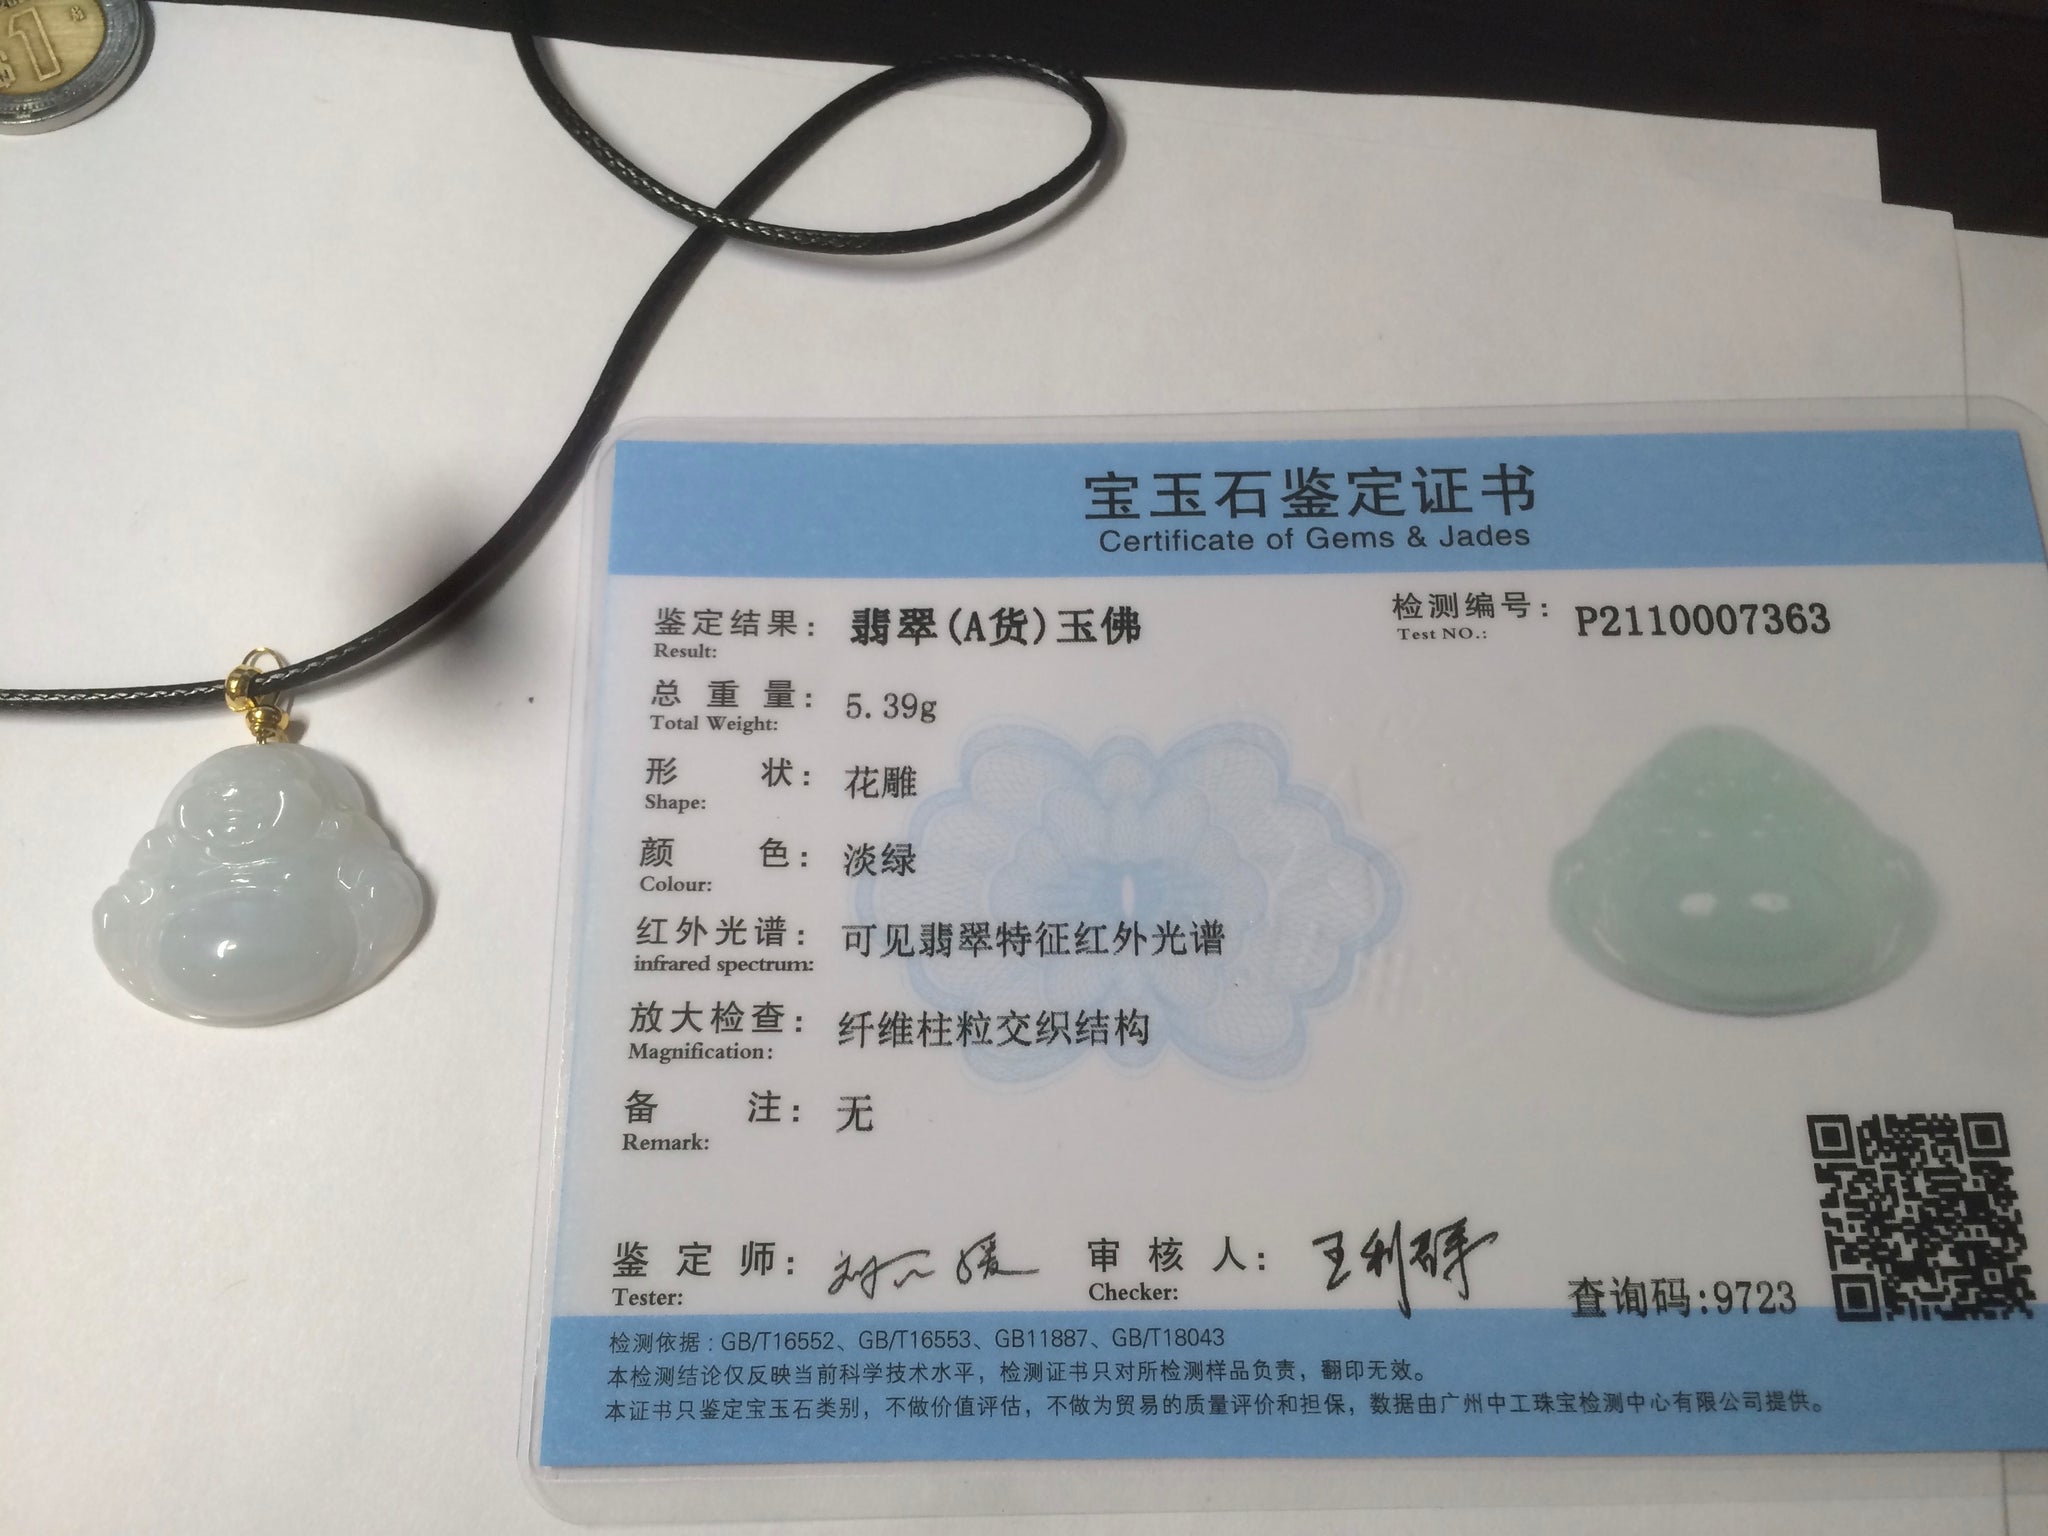 $1
宝玉石鉴定证书
Certificate of Gems & Jades
鉴定结果： 翡翠(A货)玉佛
Result:
检测编号： P2110007363
Test NO.:
总重量： 5.39g
Total Weight:
形状： 花雕
Shape:
颜色： 淡绿
Colour:
红外光谱： 可见翡翠特征红外光谱
infrared spectrum:
放大检查： 纤维柱粒交织结构
Magnification:
备注： 无
Remark:
鉴定师：
Tester:
审核人： 王利
Checker:
查询码:9723
检测依据：GB/T16552、GB/T16553、GB11887、GB/T18043
本检测结论仅反映当前科学技术水平，检测证书只对所检测样品负责，翻印无效。
本证书只鉴定宝玉石类别，不做价值评估，不做为贸易的质量评价和担保，数据由广州中工珠宝检测中心有限公司提供。